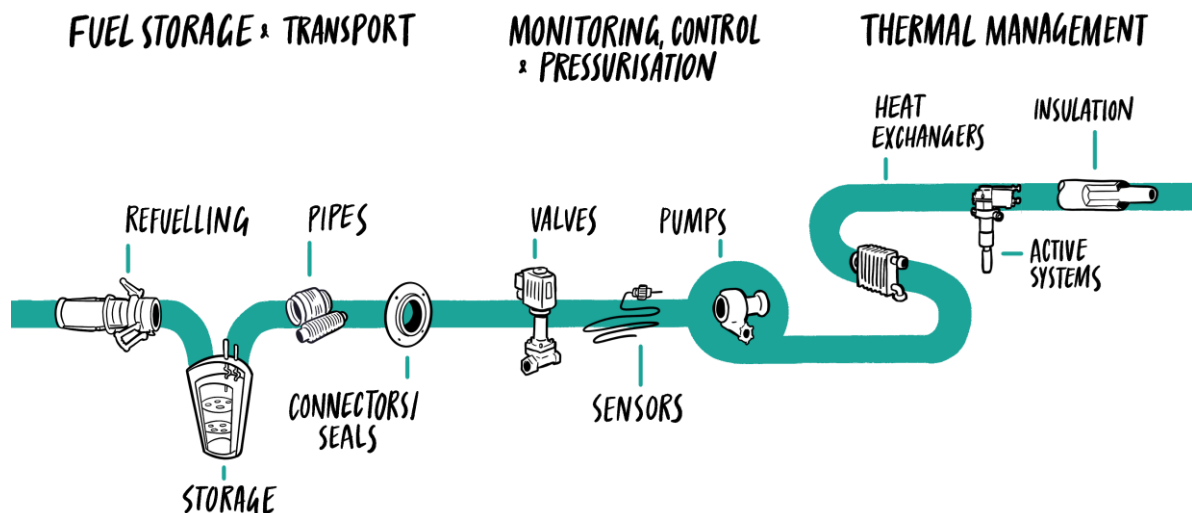 FUEL STORAGE & TRANSPORT
MONITORING, CONTROL
& PRESSURISATION
THERMAL MANAGEMENT
REFUELLING
STORAGE
PIPES
CONNECTORS/
SEALS
VALVES
SENSORS
PUMPS
HEAT
EXCHANGERS
ACTIVE
SYSTEMS
INSULATION